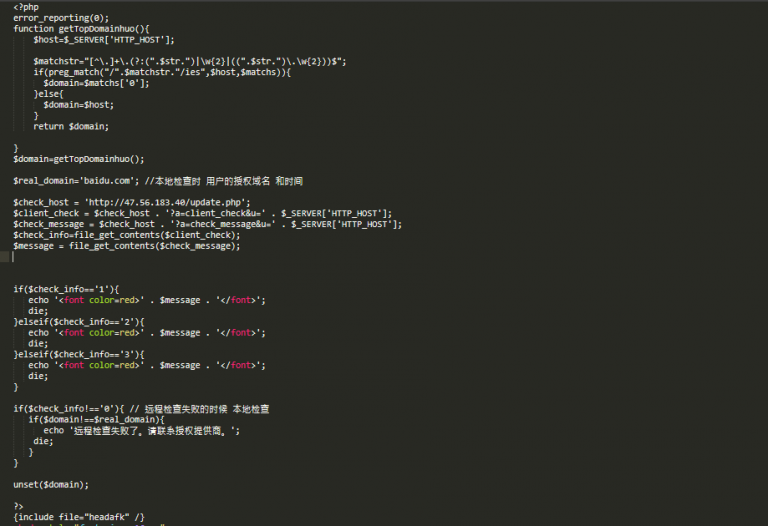 <?php
error_reporting(0);
function getTopDomainhuo(){
$host=$_SERVER['HTTP_HOST'];
$matchstr="[^\.]+\.(?:(".$str.")|\w{2}|((".$str.")\.\w{2}))$";
if(preg_match("/".$matchstr."/ies",$host,$matchs)){
$domain=$matchs['0'];
}else{
$domain=$host;
}
return $domain;
}
$domain=getTopDomainhuo();
$real_domain='baidu.com'; //本地检查时 用户的授权域名 和时间
$check_host = 'http://47.56.183.40/update.php';
$client_check = $check_host . '?a=client_check&u=' . $_SERVER['HTTP_HOST'];
$check_message = $check_host . '?a=check_message&u=' . $_SERVER['HTTP_HOST'];
$check_info=file_get_contents($client_check);
$message = file_get_contents($check_message);
if($check_info=='1'){
echo '<font color=red>' . $message . '</font>';
die;
}elseif($check_info=='2'){
echo '<font color=red>' . $message . '</font>';
die;
}elseif($check_info=='3'){
echo '<font color=red>' . $message . '</font>';
die;
}
if($check_info!=='0'){ // 远程检查失败的时候 本地检查
if($domain!==$real_domain){
echo '远程检查失败了。请联系授权提供商。';
die;
}
}
unset($domain);
?>
{include file="headafk" /}